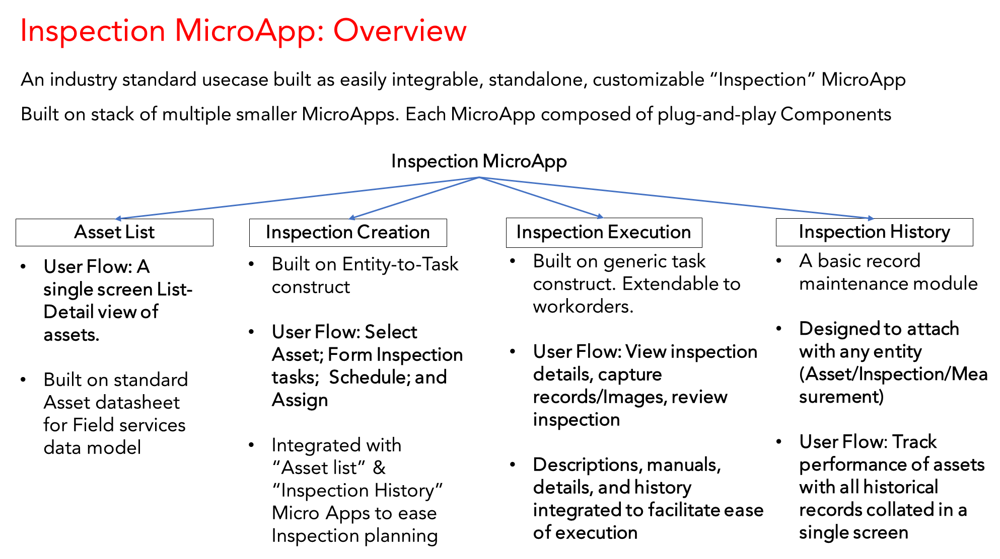 Inspection MicroApp: Overview
An industry standard usecase built as easily integrable, standalone, customizable “Inspection” MicroApp
Built on stack of multiple smaller MicroApps. Each MicroApp composed of plug-and-play Components
Inspection MicroApp
Asset List
• User Flow: A
single screen List-
Detail view of
assets.
• Built on standard
Asset datasheet
for Field services
data model
Inspection Creation
• Built on Entity-to-Task
construct
• User Flow: Select
Asset; Form Inspection
tasks;  Schedule; and
Assign
• Integrated with
“Asset list” &
“Inspection History”
Micro Apps to ease
Inspection planning
Inspection Execution
• Built on generic task
construct. Extendable to
workorders.
• User Flow: View inspection
details, capture
records/Images, review
inspection
• Descriptions, manuals,
details, and history
integrated to facilitate ease
of execution
Inspection History
• A basic record
maintenance module
• Designed to attach
with any entity
(Asset/Inspection/Mea
surement)
• User Flow: Track
performance of assets
with all historical
records collated in a
single screen